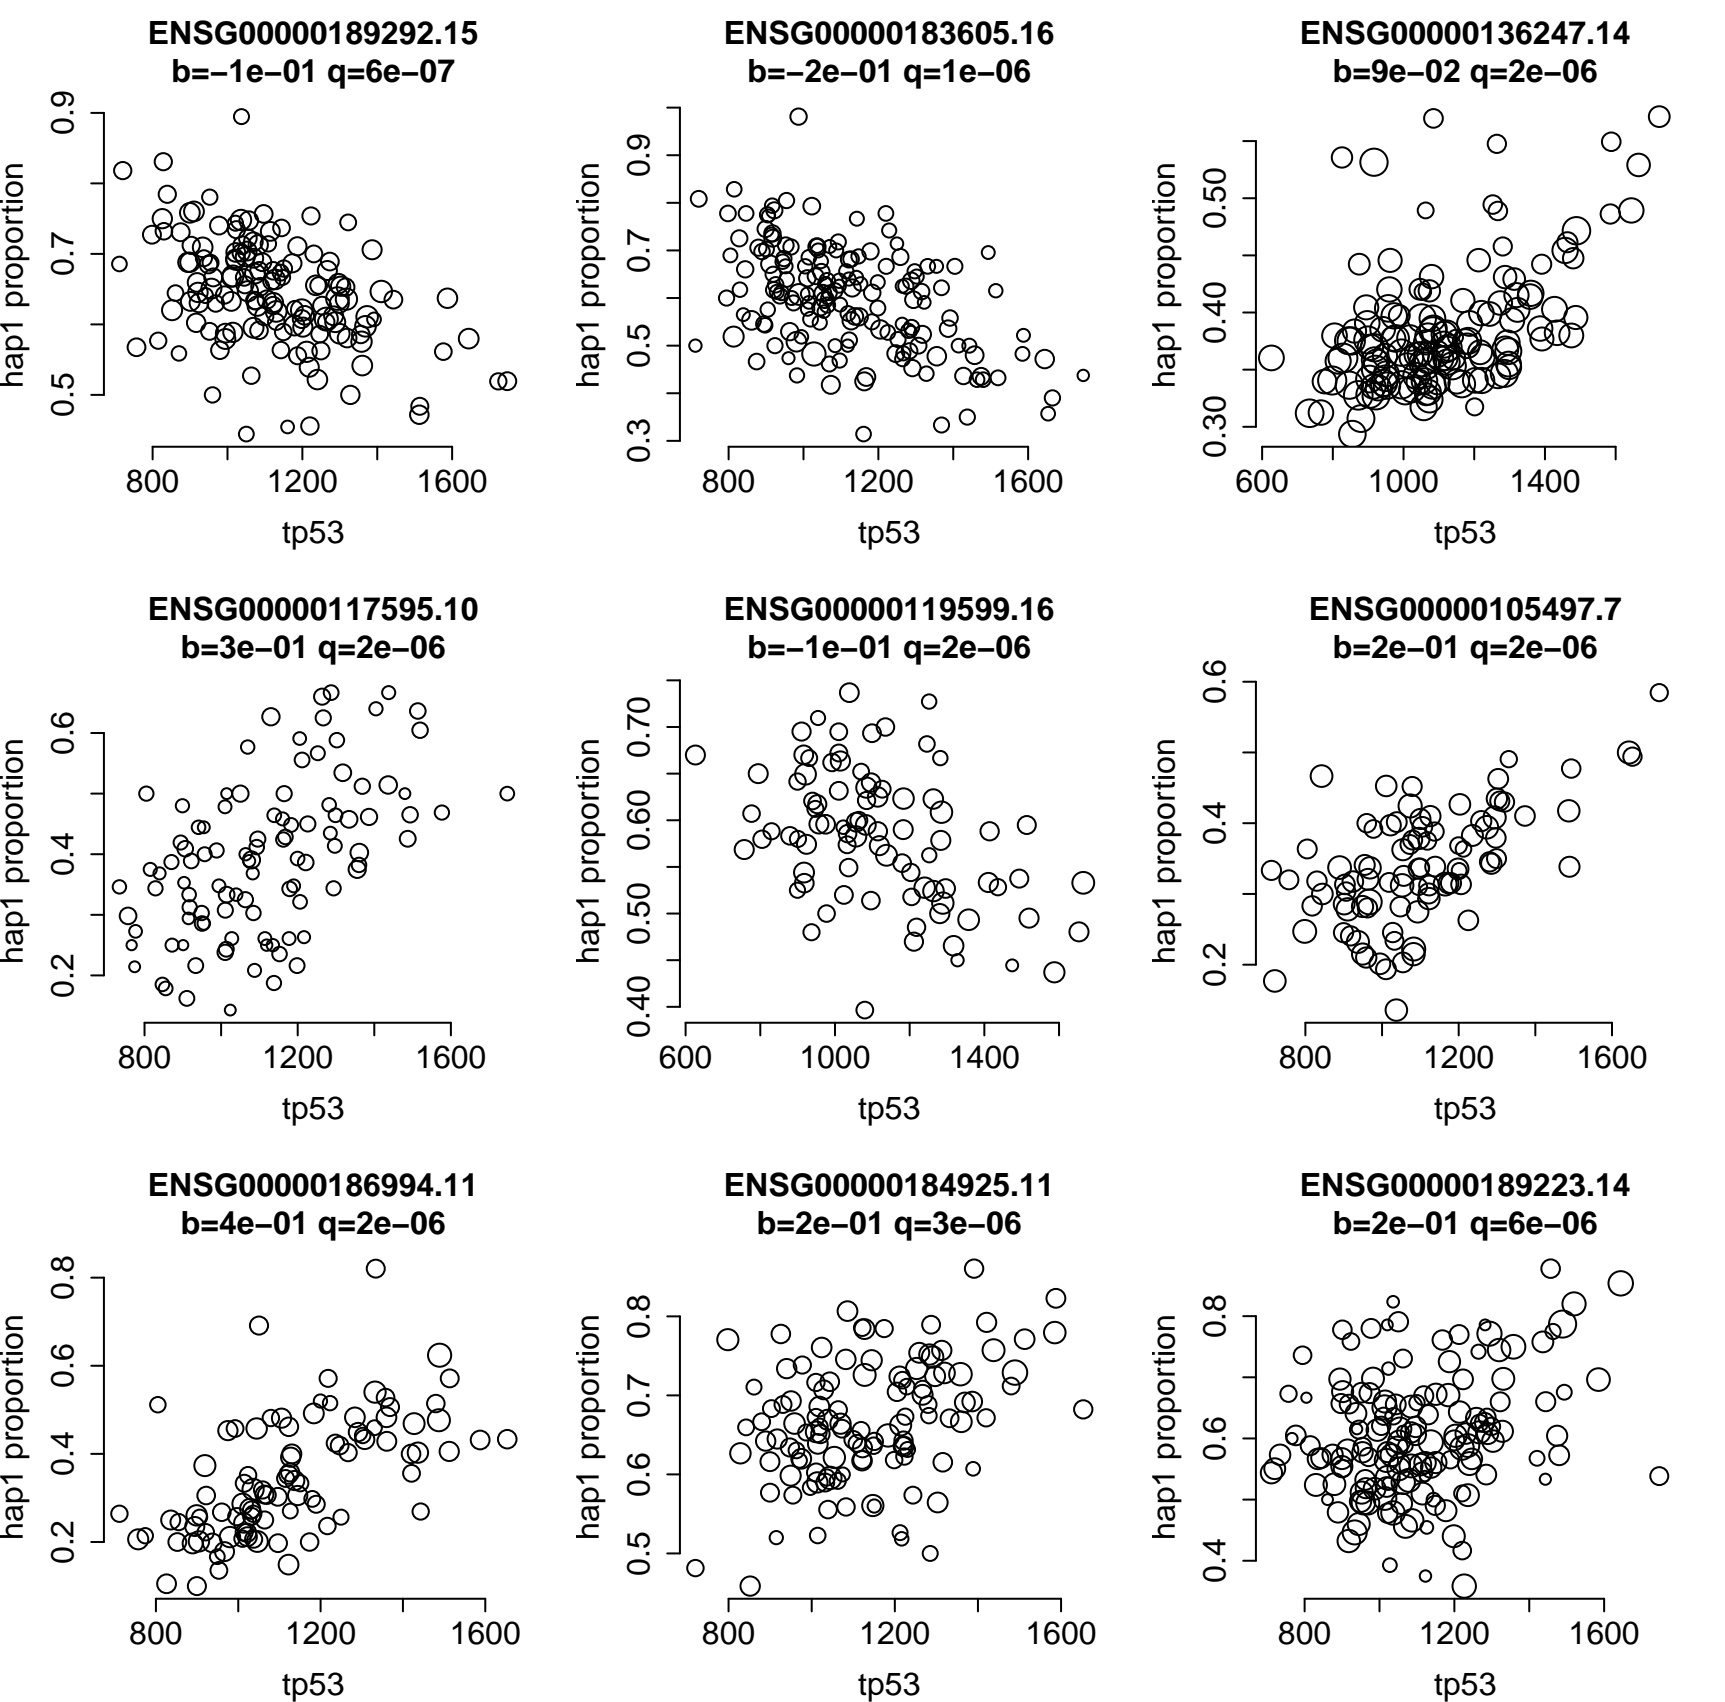 ENSG00000189292.15
b=−1e−01 q=6e−07
hap1 proportion
0.9
0.7
0.5
800 1200 1600
tp53
ENSG00000183605.16
b=−2e−01 q=1e−06
hap1 proportion
0.9
0.7
0.5
0.3
800 1200 1600
tp53
ENSG00000136247.14
b=9e−02 q=2e−06
hap1 proportion
0.50
0.40
0.30
600 1000 1400
tp53
ENSG00000117595.10
b=3e−01 q=2e−06
hap1 proportion
0.6
0.4
0.2
800 1200 1600
tp53
ENSG00000119599.16
b=−1e−01 q=2e−06
hap1 proportion
0.70
0.60
0.50
0.40
600 1000 1400
tp53
ENSG00000105497.7
b=2e−01 q=2e−06
hap1 proportion
0.6
0.4
0.2
800 1200 1600
tp53
ENSG00000186994.11
b=4e−01 q=2e−06
hap1 proportion
0.8
0.6
0.4
0.2
800 1200 1600
tp53
ENSG00000184925.11
b=2e−01 q=3e−06
hap1 proportion
0.8
0.7
0.6
0.5
800 1200 1600
tp53
ENSG00000189223.14
b=2e−01 q=6e−06
hap1 proportion
0.8
0.6
0.4
800 1200 1600
tp53